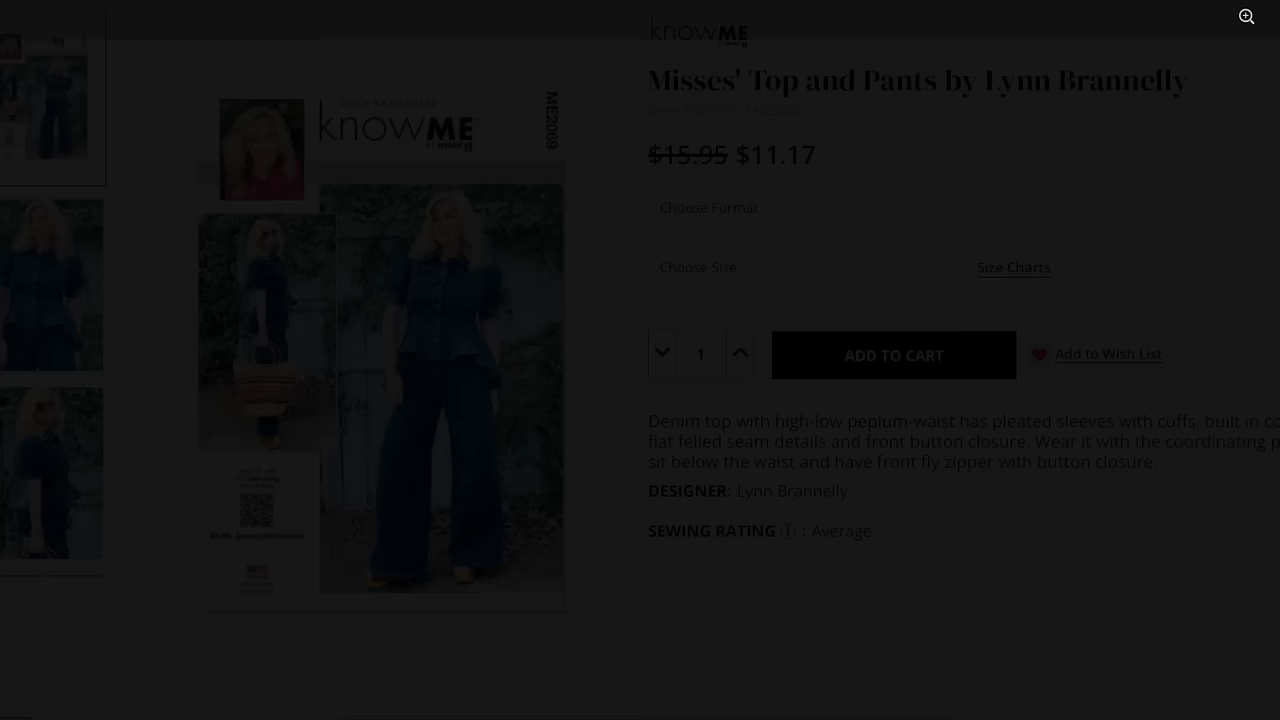 knowME
Misses' Top and Pants by Lynn Brannelly
$15.95 $11.17
Choose Format
Choose Size
Size Charts
1
ADD TO CART
Add to Wish List
Denim top with high-low peplum-waist has pleated sleeves with cuffs, built in
flat felled seam details and front button closure. Wear it with the coordinating
sit below the waist and have front fly zipper with button closure.
DESIGNER: Lynn Brannelly
SEWING RATING ⓘ : Average
LYNN BRANNELLY
knowME
ME2069